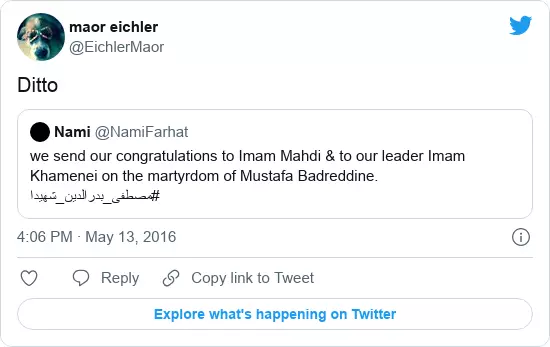 maor eichler
@EichlerMaor
Ditto
Nami @NamiFarhat
we send our congratulations to Imam Mahdi & to our leader Imam
Khamenei on the martyrdom of Mustafa Badreddine.
#مصطفى_بدرالدين_شهيدا
4:06 PM · May 13, 2016
Reply
Copy link to Tweet
Explore what's happening on Twitter